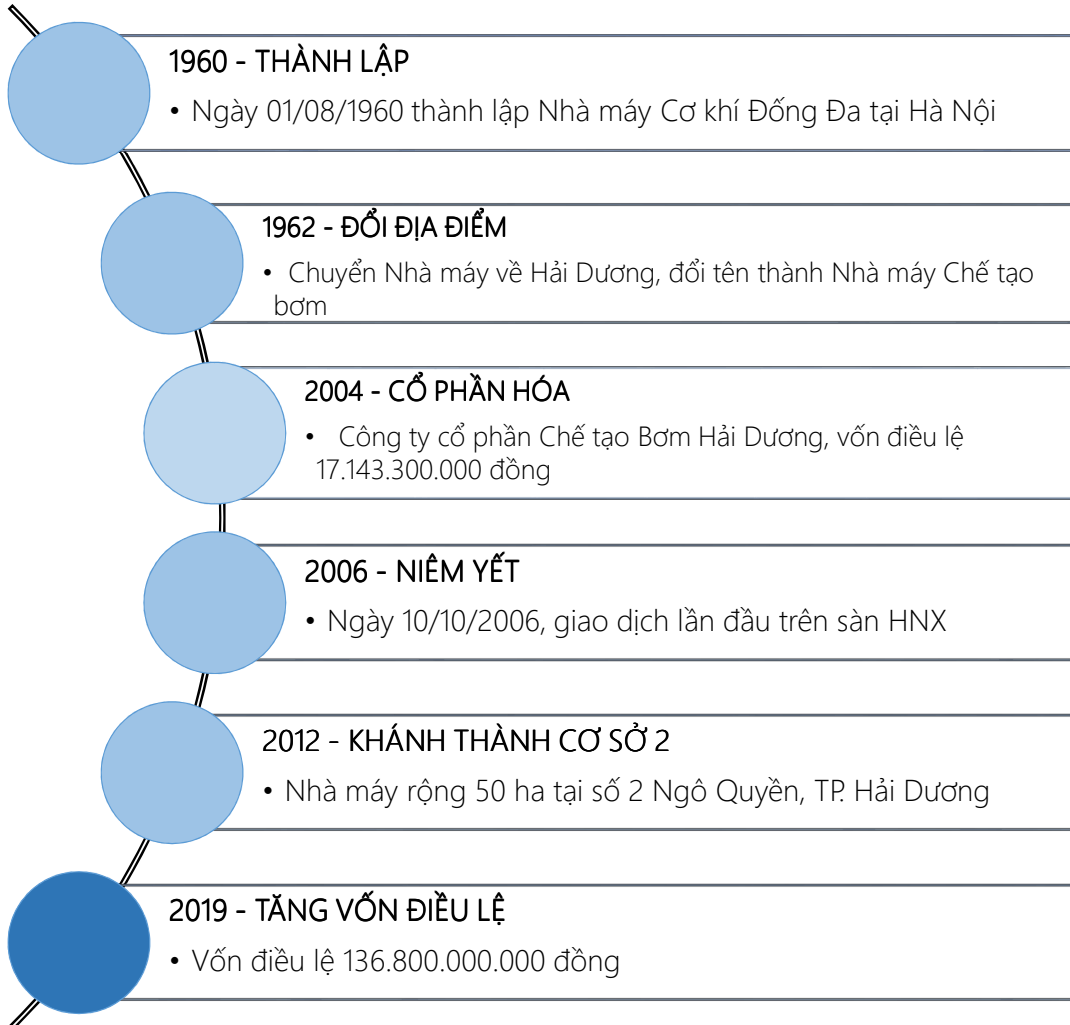 1960 - THÀNH LẬP
• Ngày 01/08/1960 thành lập Nhà máy Cơ khí Đống Đa tại Hà Nội
1962 - ĐỔI ĐỊA ĐIỂM
• Chuyển Nhà máy về Hải Dương, đổi tên thành Nhà máy Chế tạo
bơm
2004 - CỔ PHẦN HÓA
• Công ty cổ phần Chế tạo Bơm Hải Dương, vốn điều lệ
17.143.300.000 đồng
2006 - NIÊM YẾT
• Ngày 10/10/2006, giao dịch lần đầu trên sàn HNX
2012 - KHÁNH THÀNH CƠ SỞ 2
• Nhà máy rộng 50 ha tại số 2 Ngô Quyền, TP. Hải Dương
2019 - TĂNG VỐN ĐIỀU LỆ
• Vốn điều lệ 136.800.000.000 đồng